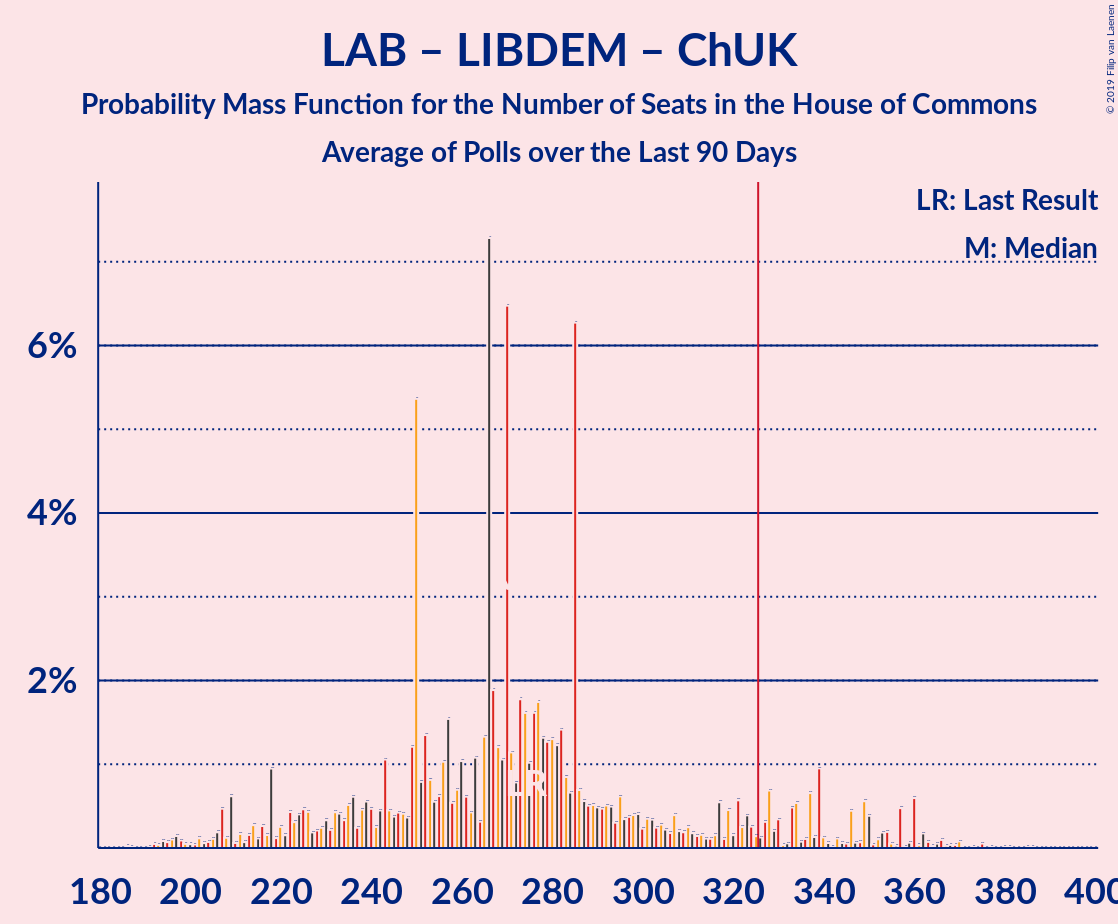 LAB – LIBDEM – ChUK
Probability Mass Function for the Number of Seats in the House of Commons
Average of Polls over the Last 90 Days
© 2019 Filip van Laenen
LR: Last Result
M: Median
6%
4%
2%
180 200 220 240 260 280 300 320 340 360 380 400